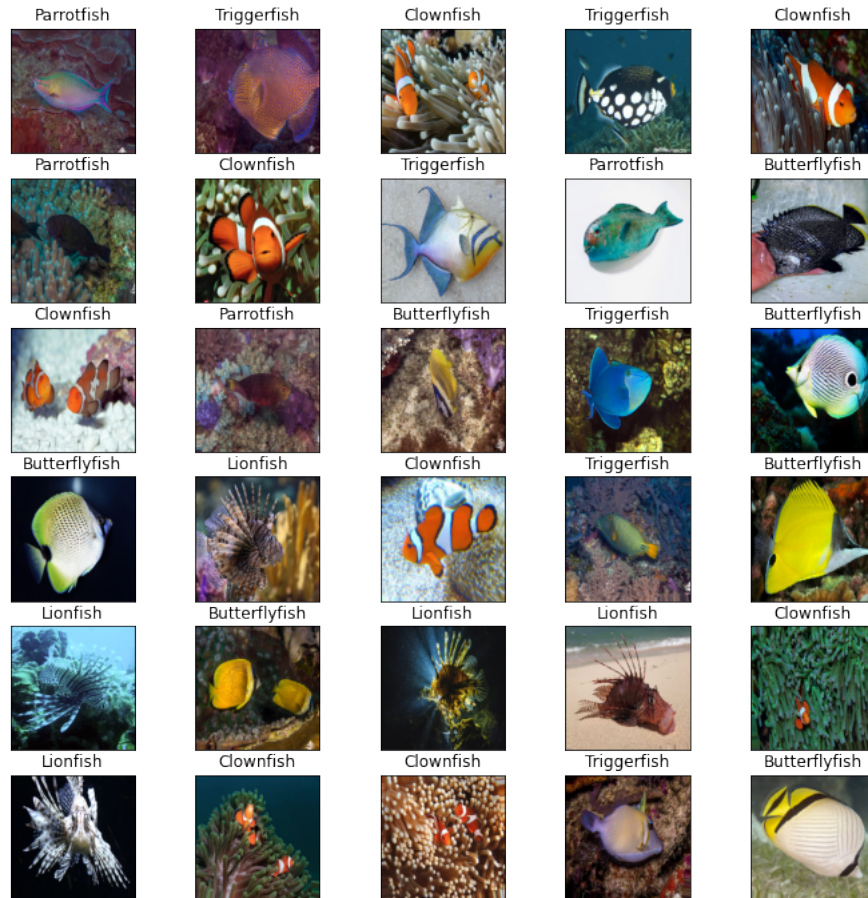 Parrotfish Triggerfish Clownfish Triggerfish Clownfish
Parrotfish Clownfish Triggerfish Parrotfish Butterflyfish
Clownfish Parrotfish Butterflyfish Triggerfish Butterflyfish
Butterflyfish Lionfish Clownfish Triggerfish Butterflyfish
Lionfish Butterflyfish Lionfish Lionfish Clownfish
Lionfish Clownfish Clownfish Triggerfish Butterflyfish